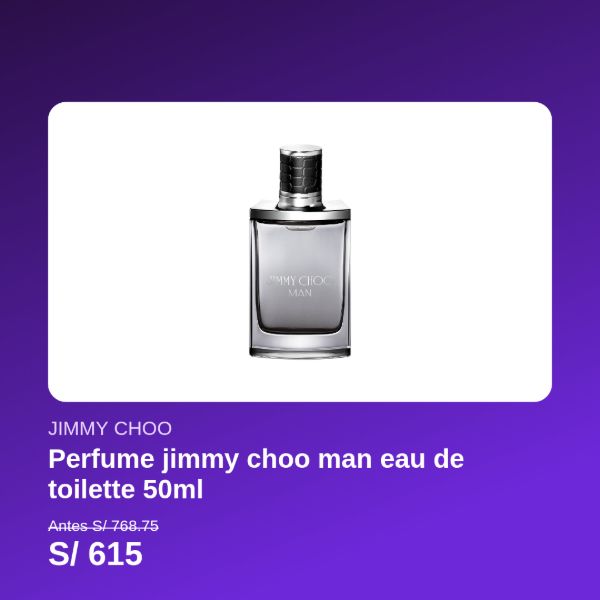 JIMMY CHOO
MAN
JIMMY CHOO
Perfume jimmy choo man eau de
toilette 50ml
Antes S/ 768.75
S/ 615